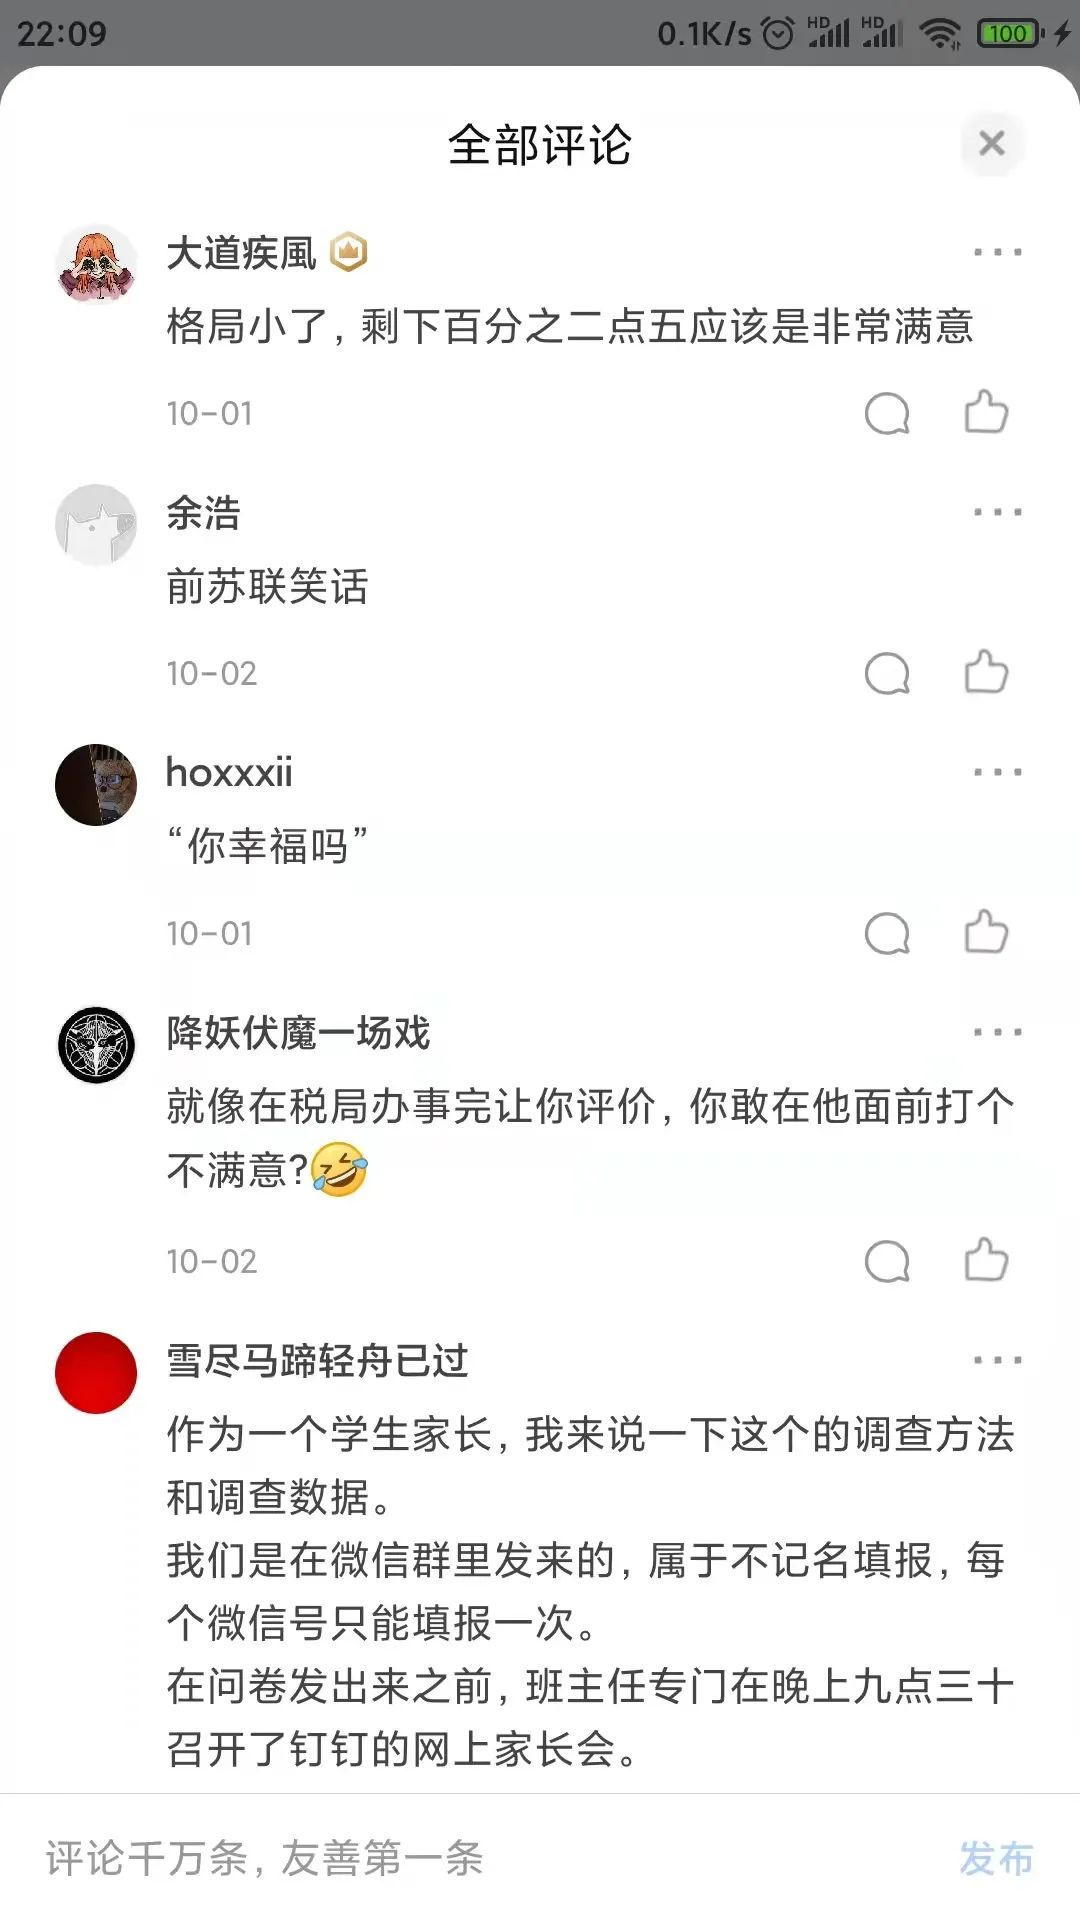 22:09 0.1K/s HD HD 100
全部评论
大道疾風
格局小了, 剩下百分之二点五应该是非常满意
10-01
余浩
前苏联笑话
10-02
hoxxxii
“你幸福吗”
10-01
降妖伏魔一场戏
就像在税局办事完让你评价, 你敢在他面前打个
不满意?🤣
10-02
雪尽马蹄轻舟已过
作为一个学生家长, 我来说一下这个的调查方法
和调查数据。
我们是在微信群里发来的, 属于不记名填报, 每
个微信号只能填报一次。
在问卷发出来之前, 班主任专门在晚上九点三十
召开了钉钉的网上家长会。
评论千万条, 友善第一条 发布